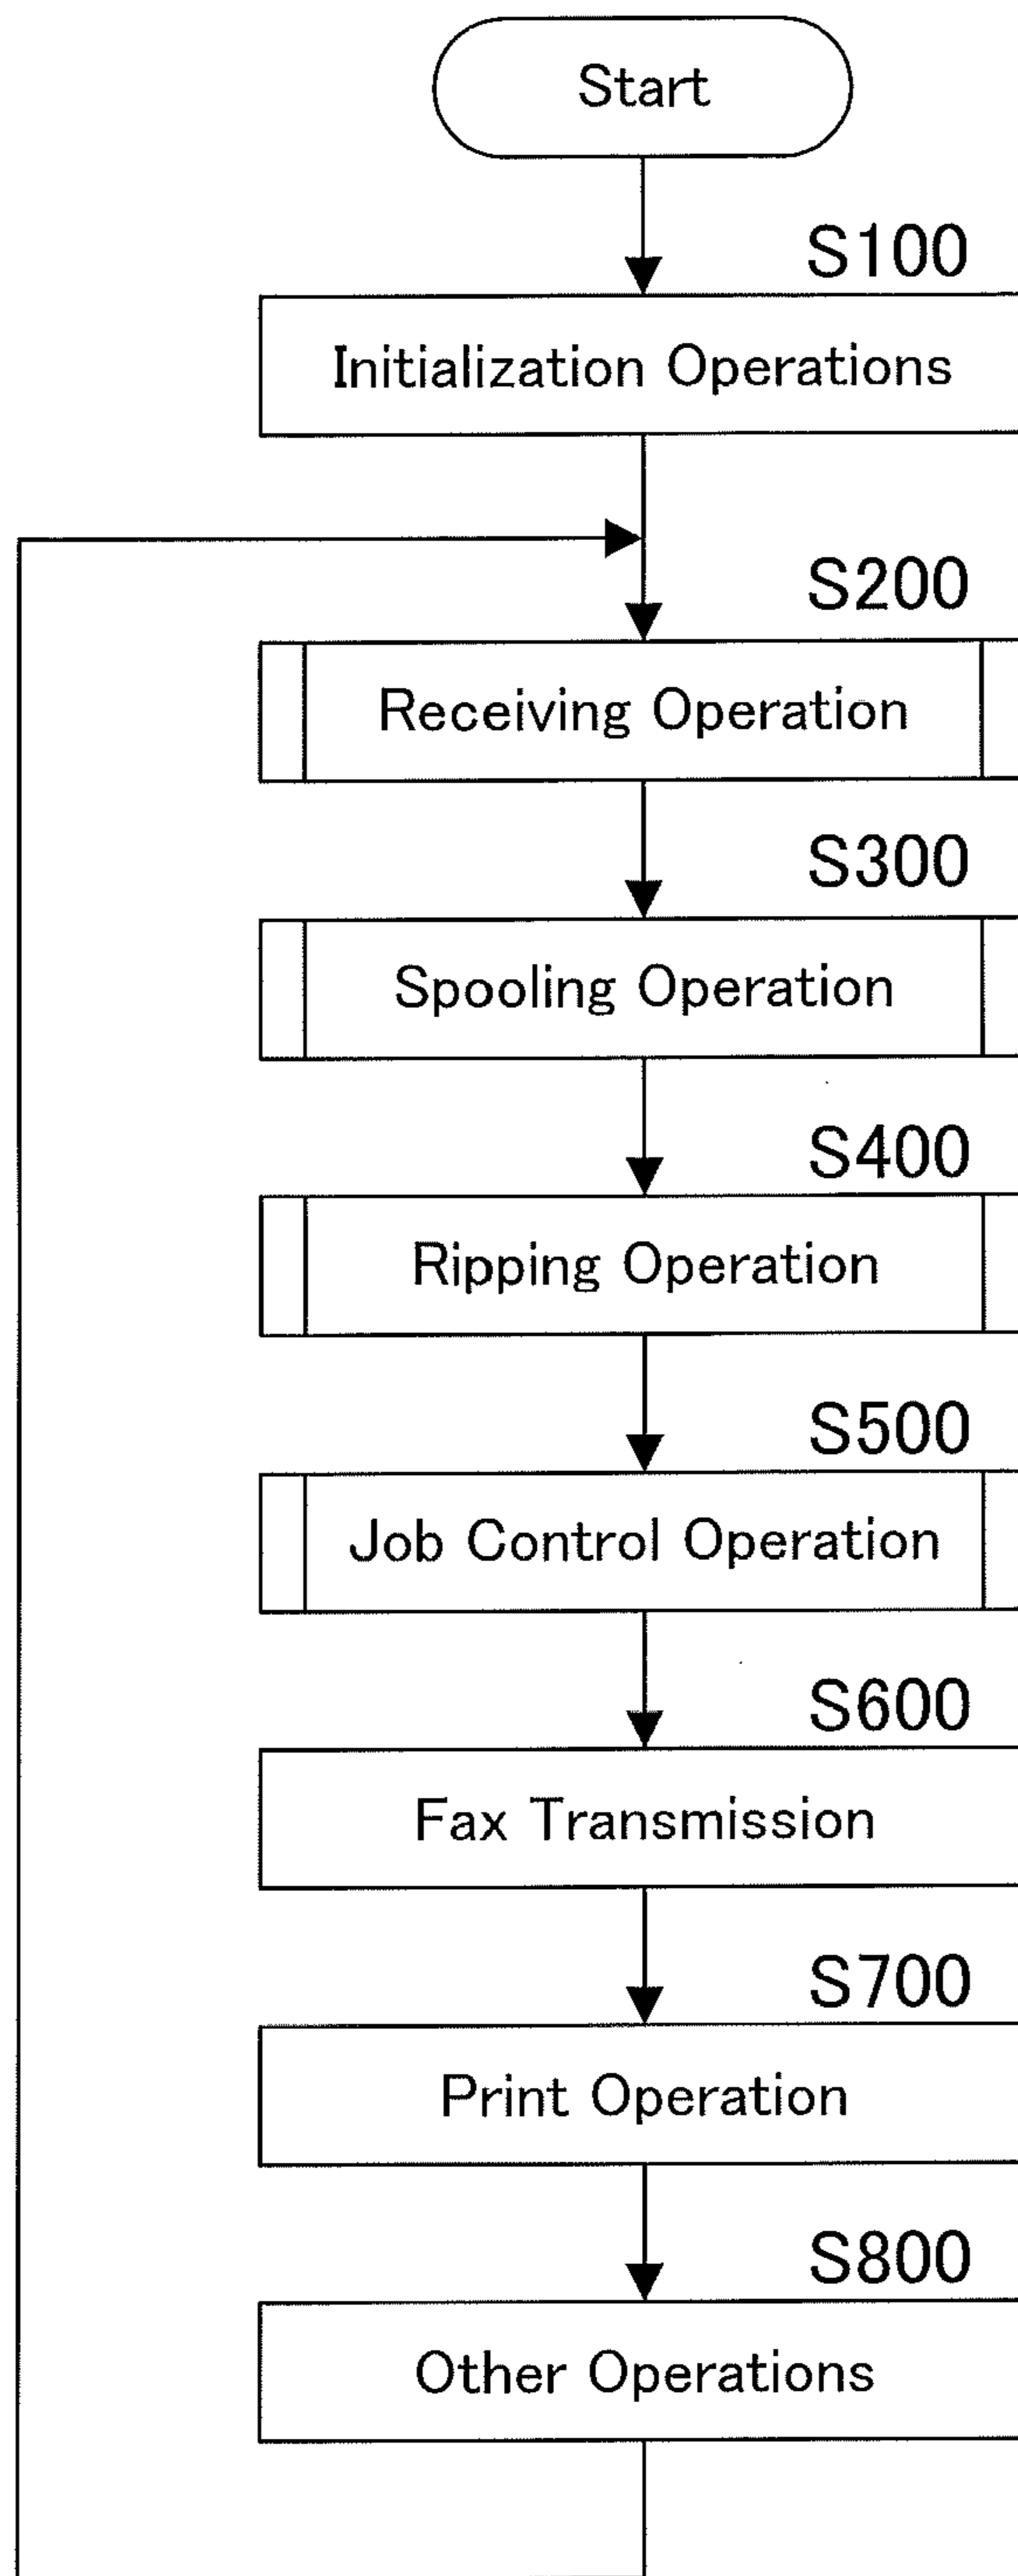 Start
S100
Initialization Operations
S200
Receiving Operation
S300
Spooling Operation
S400
Ripping Operation
S500
Job Control Operation
S600
Fax Transmission
S700
Print Operation
S800
Other Operations